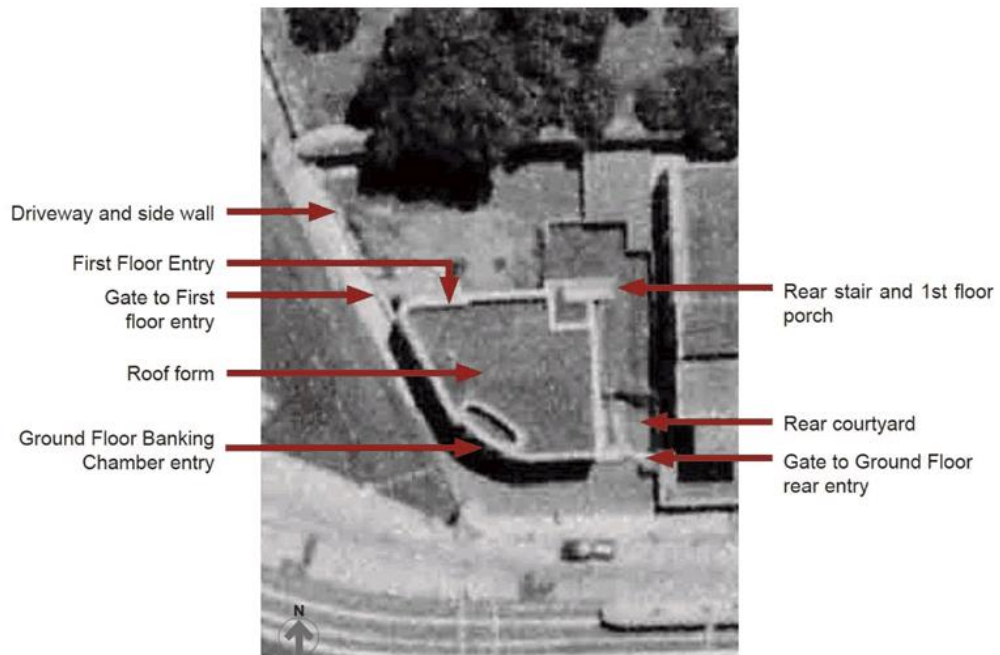 Driveway and side wall
First Floor Entry
Gate to First
floor entry
Roof form
Ground Floor Banking
Chamber entry
Rear stair and 1st floor
porch
Rear courtyard
Gate to Ground Floor
rear entry
N